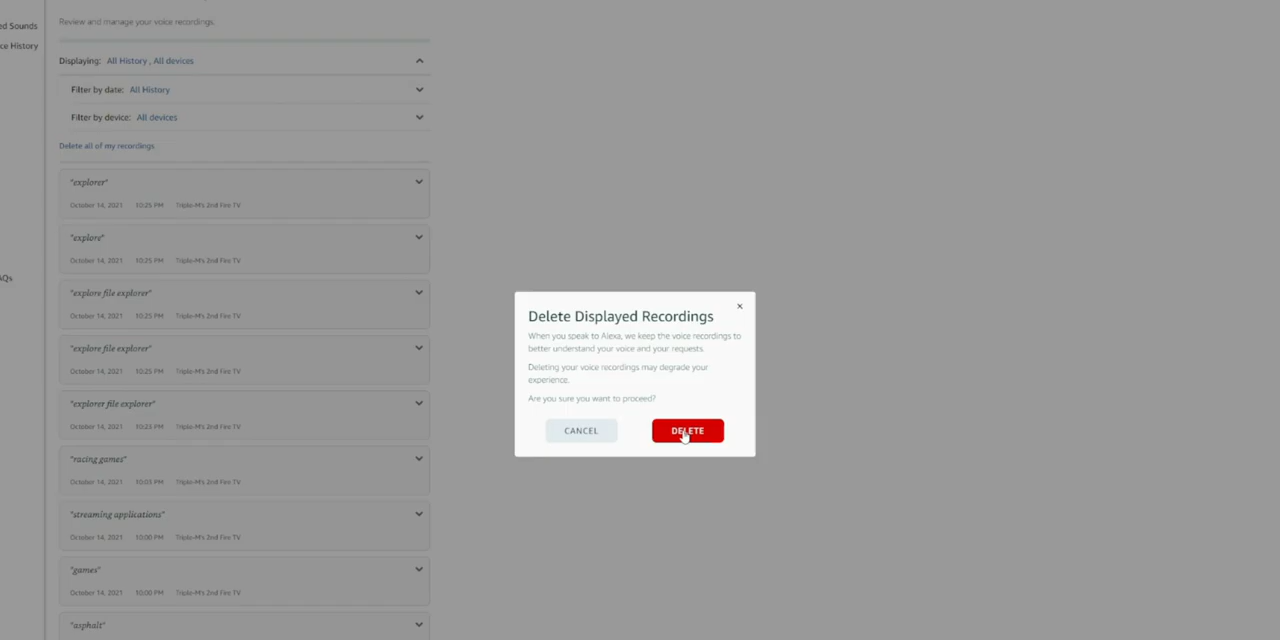 ed Sounds
ce History
AQs
Review and manage your voice recordings.
Displaying: All History , All devices
Filter by date: All History
Filter by device: All devices
Delete all of my recordings
"explorer"
October 14, 2021 10:25 PM Triple-M's 2nd Fire TV
"explore"
October 14, 2021 10:25 PM Triple-M's 2nd Fire TV
"explore file explorer"
October 14, 2021 10:25 PM Triple-M's 2nd Fire TV
"explore file explorer"
October 14, 2021 10:25 PM Triple-M's 2nd Fire TV
"explorer file explorer"
October 14, 2021 10:23 PM Triple-M's 2nd Fire TV
"racing games"
October 14, 2021 10:03 PM Triple-M's 2nd Fire TV
"streaming applications"
October 14, 2021 10:00 PM Triple-M's 2nd Fire TV
"games"
October 14, 2021 10:00 PM Triple-M's 2nd Fire TV
"asphalt"
Delete Displayed Recordings
When you speak to Alexa, we keep the voice recordings to
better understand your voice and your requests.
Deleting your voice recordings may degrade your
experience.
Are you sure you want to proceed?
CANCEL
DELETE